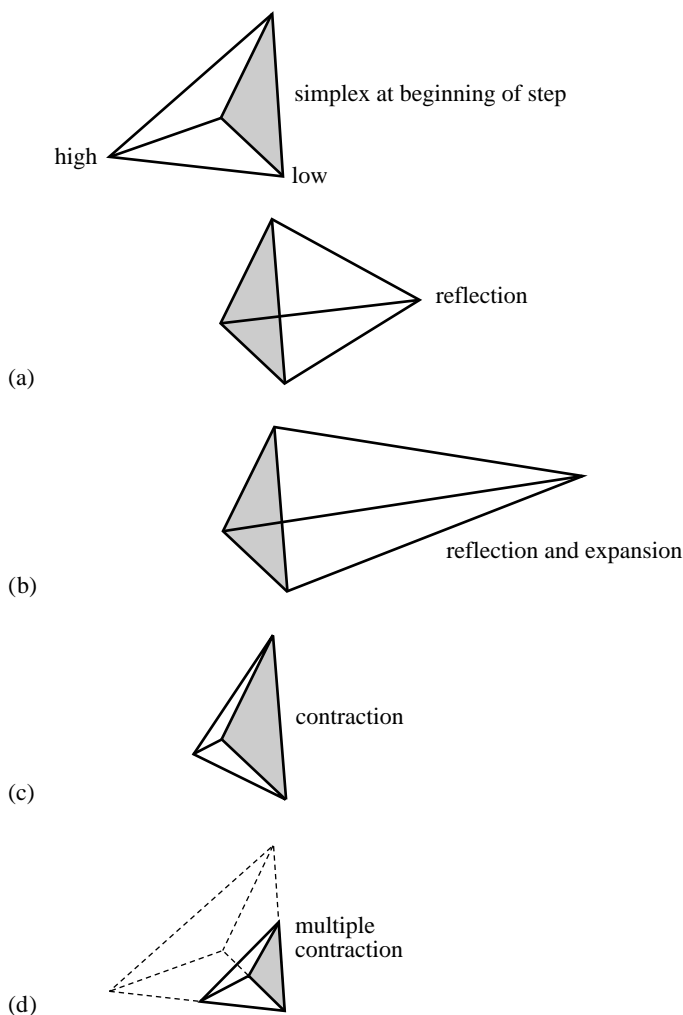 simplex at beginning of step
high
low
reflection
(a)
reflection and expansion
(b)
contraction
(c)
multiple
contraction
(d)